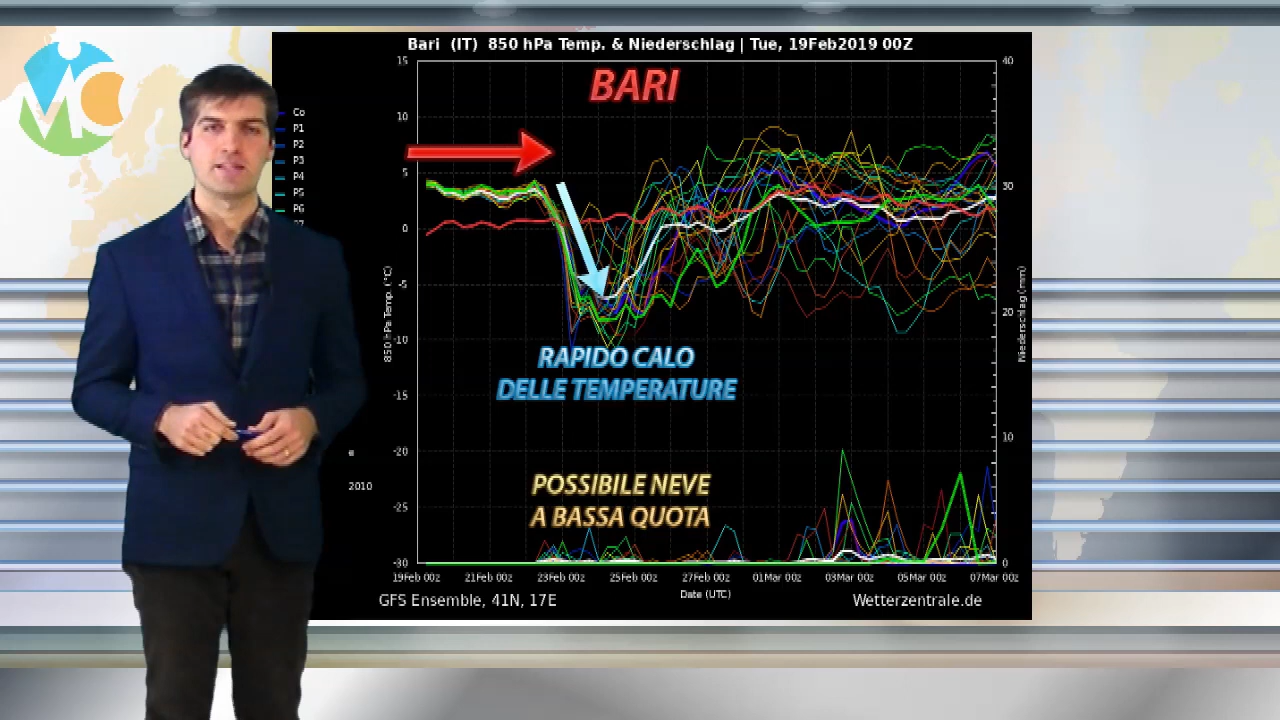 MC
Bari (IT) 850 hPa Temp. & Niederschlag | Tue, 19Feb2019 00Z
BARI
15
10
5
0
-5
-10
-15
-20
-25
-30
40
30
20
10
0
Co
P1
P2
P3
P4
P5
P6
850 hPa Temp. (°C)
Niederschlag (mm)
RAPIDO CALO
DELLE TEMPERATURE
POSSIBILE NEVE
A BASSA QUOTA
2010
19Feb 00z 21Feb 00z 23Feb 00z 25Feb 00z 27Feb 00z 01Mar 00z 03Mar 00z 05Mar 00z 07Mar 00z
Date (UTC)
GFS Ensemble, 41N, 17E
Wetterzentrale.de